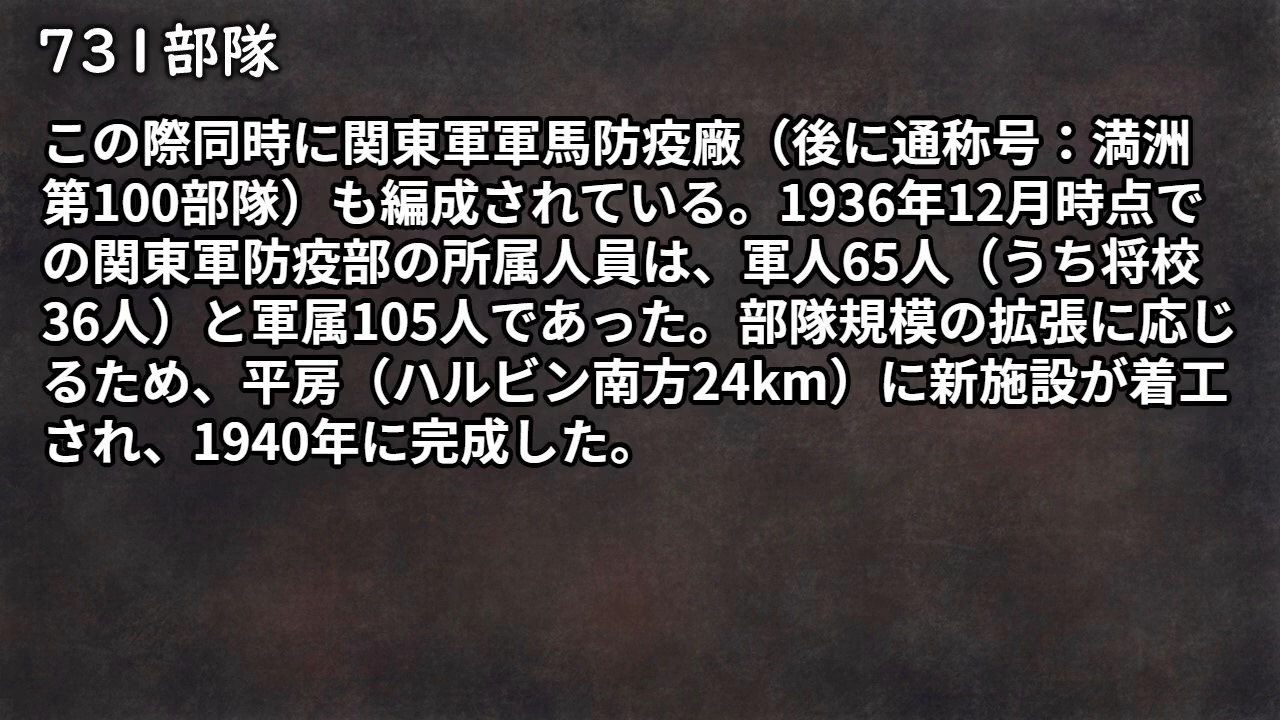 731部隊
この際同時に関東軍軍馬防疫廠（後に通称号：満洲
第100部隊）も編成されている。1936年12月時点で
の関東軍防疫部の所属人員は、軍人65人（うち将校
36人）と軍属105人であった。部隊規模の拡張に応じ
るため、平房（ハルビン南方24km）に新施設が着工
され、1940年に完成した。